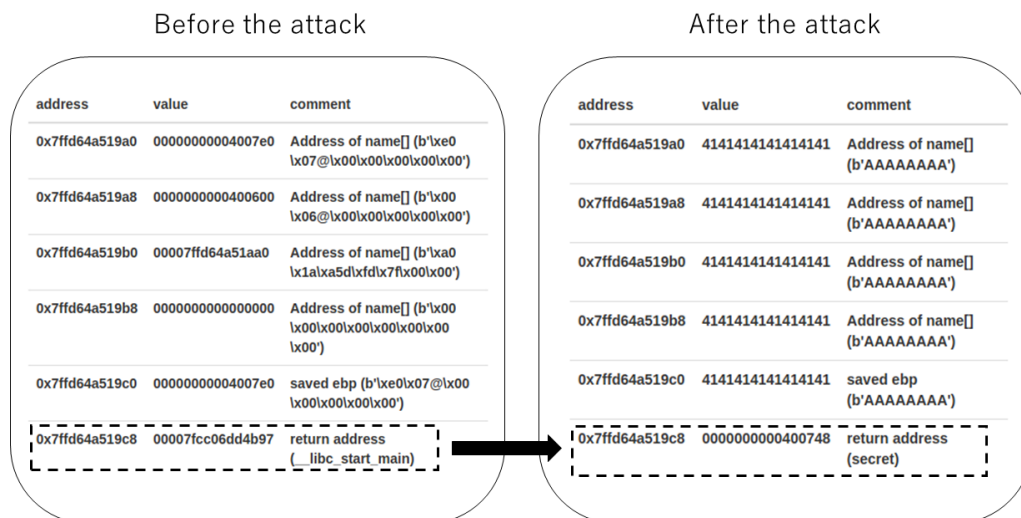 Before the attack
address value comment
0x7ffd64a519a0 00000000004007e0 Address of name[] (b'\xe0
\x07@\x00\x00\x00\x00\x00')
0x7ffd64a519a8 0000000000400600 Address of name[] (b'\x00
\x06@\x00\x00\x00\x00\x00')
0x7ffd64a519b0 00007ffd64a51aa0 Address of name[] (b'\xa0
\x1a\xa5d\xfd\x7f\x00\x00')
0x7ffd64a519b8 0000000000000000 Address of name[] (b'\x00
\x00\x00\x00\x00\x00\x00
\x00')
0x7ffd64a519c0 00000000004007e0 saved ebp (b'\xe0\x07@\x00
\x00\x00\x00\x00')
0x7ffd64a519c8 00007fcc06dd4b97 return address
(__libc_start_main)
After the attack
address value comment
0x7ffd64a519a0 4141414141414141 Address of name[]
(b'AAAAAAAA')
0x7ffd64a519a8 4141414141414141 Address of name[]
(b'AAAAAAAA')
0x7ffd64a519b0 4141414141414141 Address of name[]
(b'AAAAAAAA')
0x7ffd64a519b8 4141414141414141 Address of name[]
(b'AAAAAAAA')
0x7ffd64a519c0 4141414141414141 saved ebp
(b'AAAAAAAA')
0x7ffd64a519c8 0000000000400748 return address
(secret)